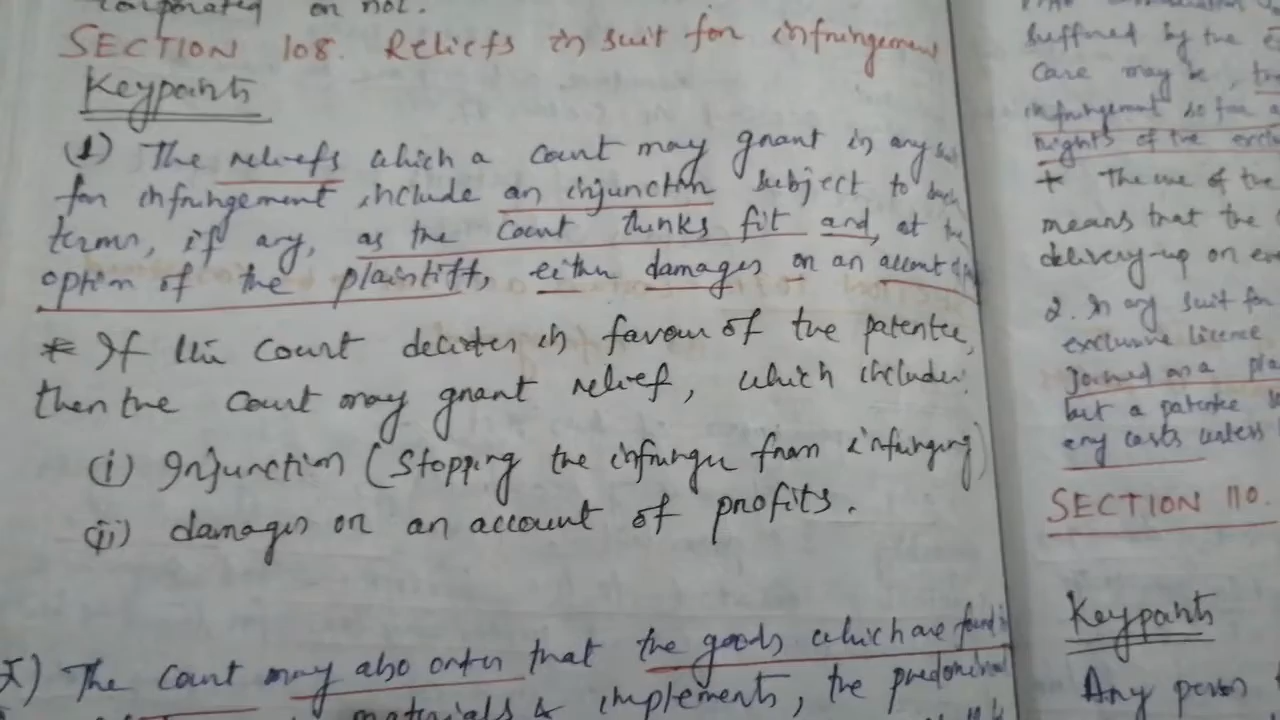 corporated or not.
SECTION 108. Reliefs in suit for infringement
Keypoints
(1) The reliefs which a court may grant in any
for infringement include an injunction subject to such
terms, if any, as the court thinks fit and, at the
option of the plaintiff, either damages or an account
* If the court decides in favour of the patentee,
then the court may grant relief, which includes:
(i) Injunction (Stopping the infringer from infringing)
(ii) damages or an account of profits.
The court may also order that the goods which are found
materials & implements, the predominant
suffered by the
case may be,
infringement so far
rights of the
+ The use of the
means that the
delivery-up or
2. In any suit for
exclusive licence
joined as a
but a patentee
any costs unless
SECTION 110.
Keypoints
Any person